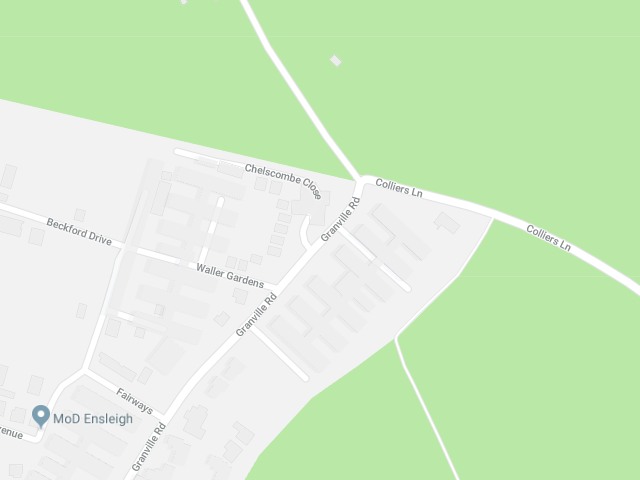 Chelscombe Close
Colliers Ln
Granville Rd
Colliers Ln
Beckford Drive
Waller Gardens
Granville Rd
Fairways
MoD Ensleigh
enue
Granville Rd